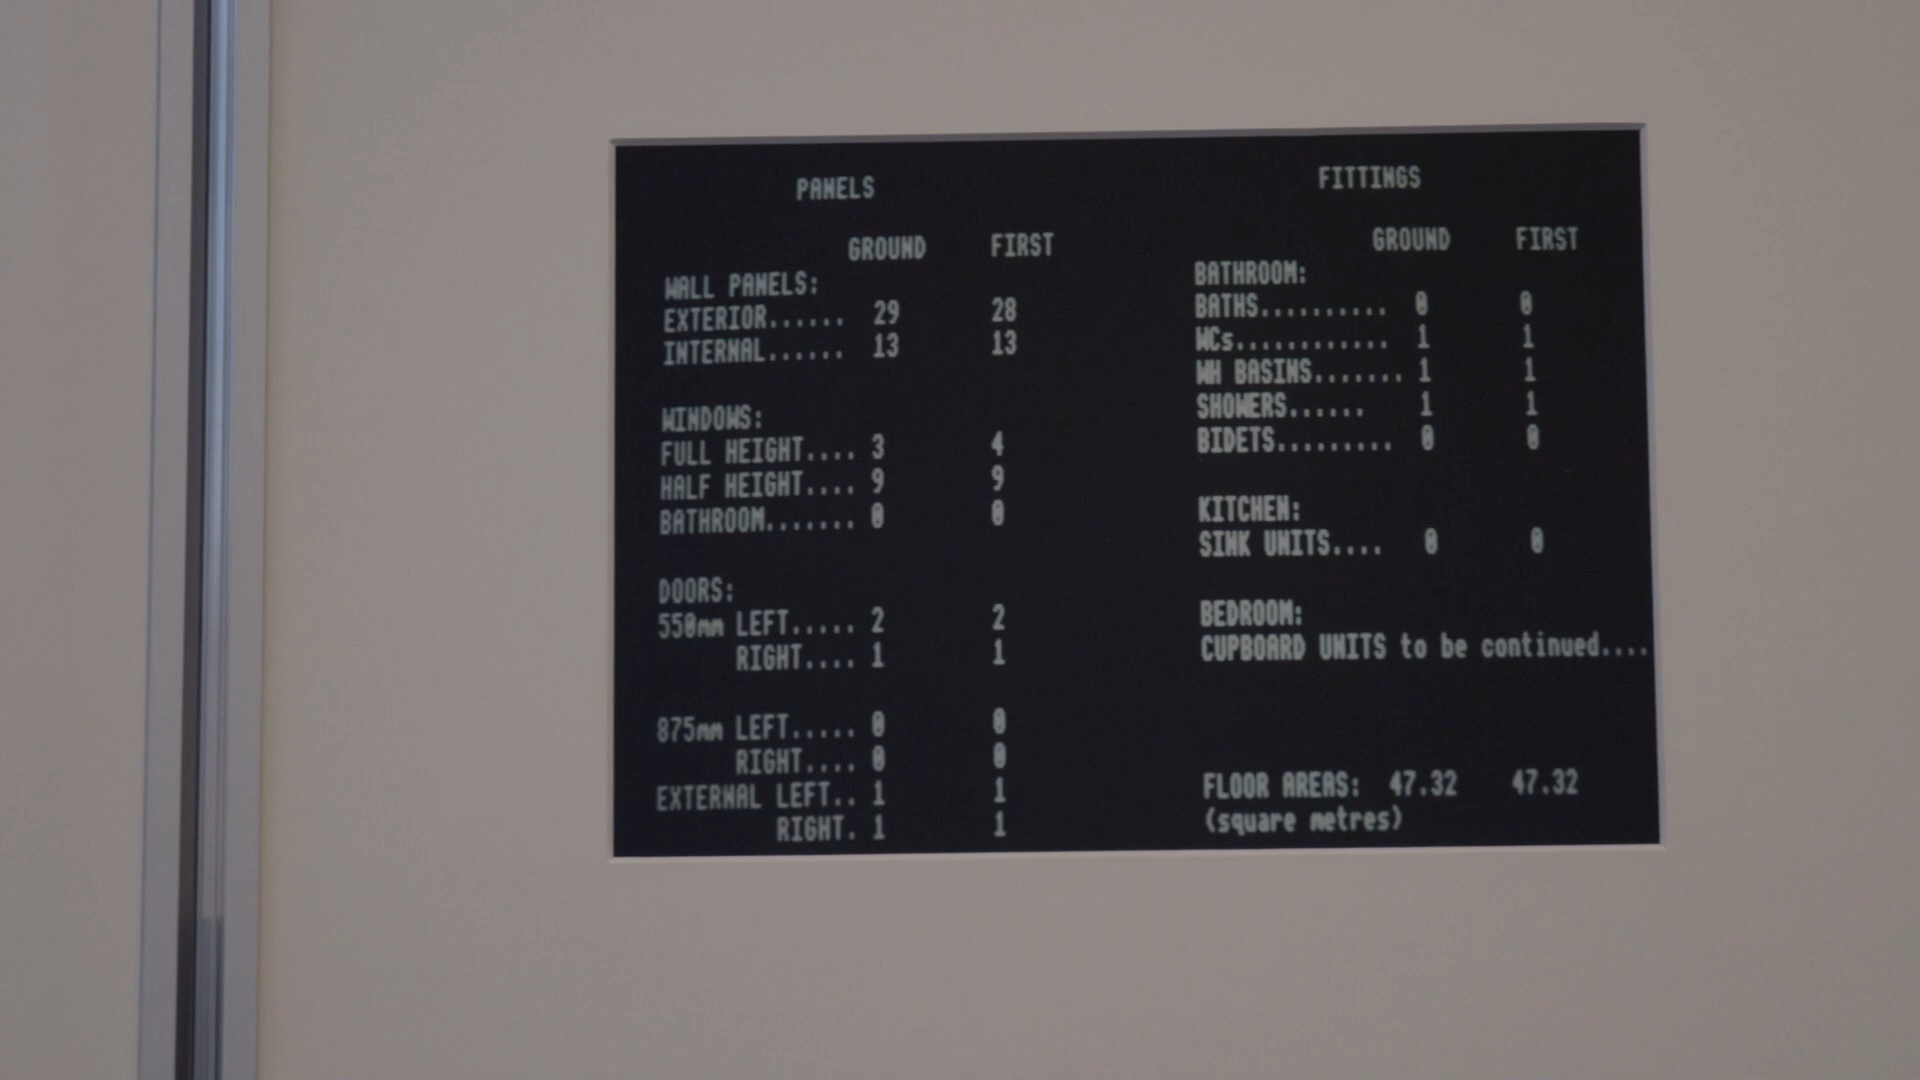 PANELS
GROUND FIRST
WALL PANELS:
EXTERIOR...... 29 28
INTERNAL...... 13 13
WINDOWS:
FULL HEIGHT.... 3 4
HALF HEIGHT.... 9 9
BATHROOM....... 0 0
DOORS:
550mm LEFT..... 2 2
RIGHT.... 1 1
875mm LEFT..... 0 0
RIGHT.... 0 0
EXTERNAL LEFT.. 1 1
RIGHT. 1 1
FITTINGS
GROUND FIRST
BATHROOM:
BATHS.......... 0 0
WCs............ 1 1
WH BASINS....... 1 1
SHOWERS...... 1 1
BIDETS......... 0 0
KITCHEN:
SINK UNITS.... 0 0
BEDROOM:
CUPBOARD UNITS to be continued....
FLOOR AREAS: 47.32 47.32
(square metres)